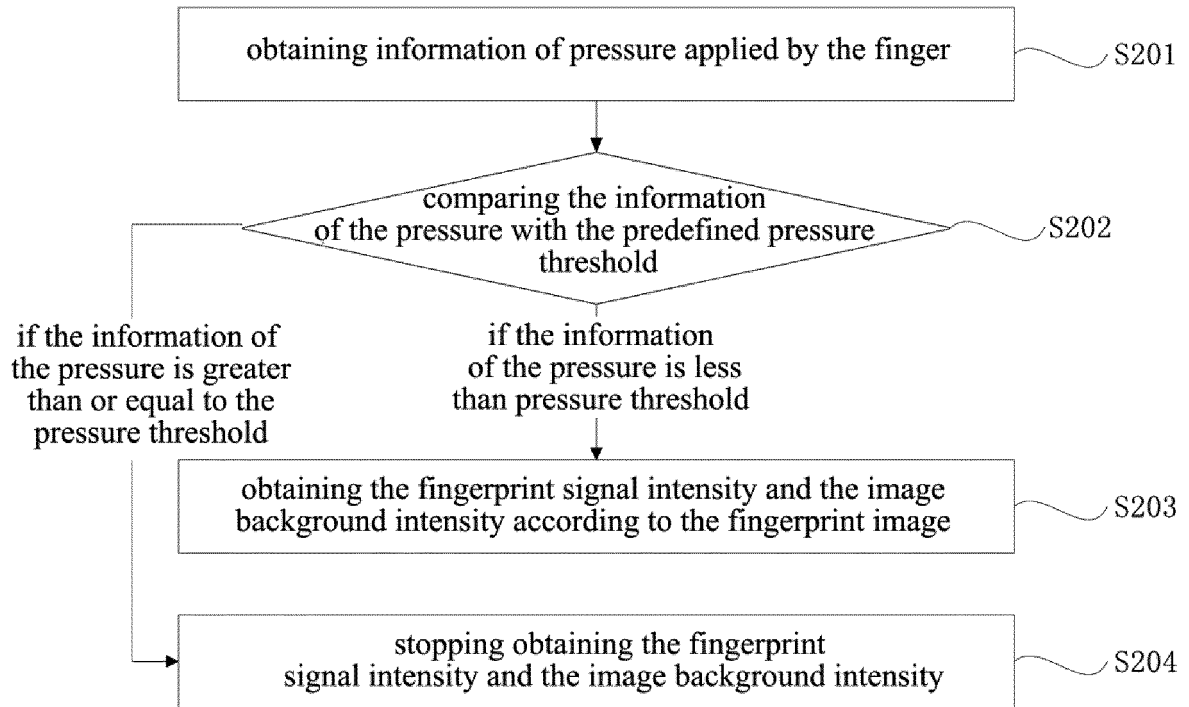 obtaining information of pressure applied by the finger
S201
comparing the information
of the pressure with the predefined pressure
threshold
S202
if the information of
the pressure is greater
than or equal to the
pressure threshold
if the information
of the pressure is less
than pressure threshold
obtaining the fingerprint signal intensity and the image
background intensity according to the fingerprint image
S203
stopping obtaining the fingerprint
signal intensity and the image background intensity
S204